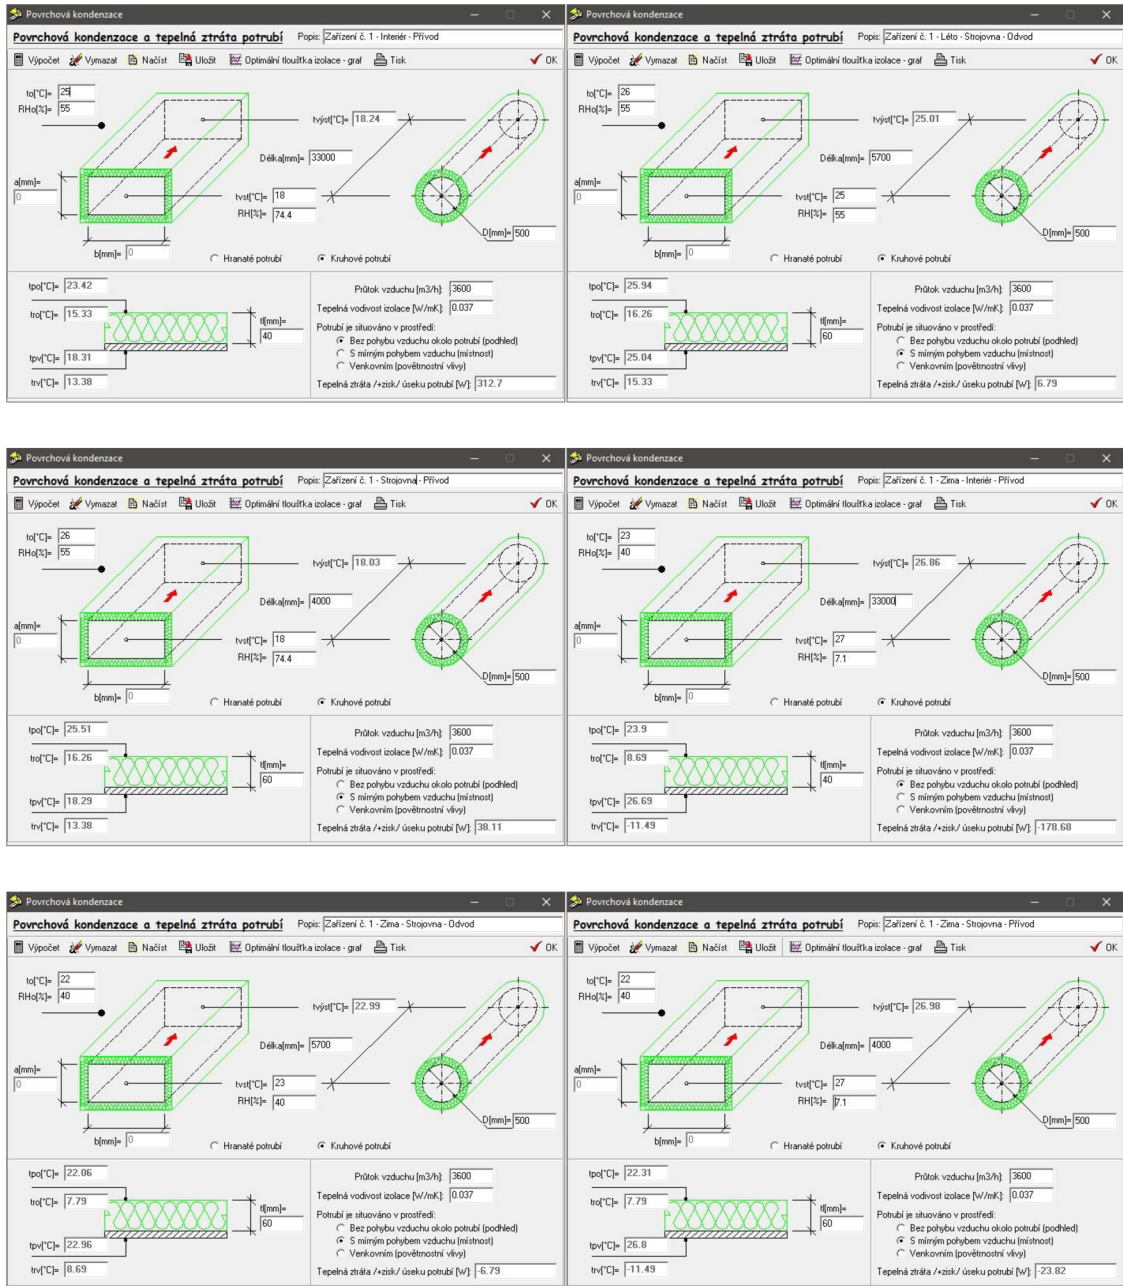 Povrchová kondenzace
Povrchová kondenzace a tepelná ztráta potrubí Popis: Zařízení č. 1 - Interiér - Přívod
Výpočet Vymazat Načíst Uložit Optimální tloušťka izolace - graf Tisk OK
to[°C]= 25
RHo[%]= 55
tvýst[°C]= 18.24
Délka[mm]= 33000
a[mm]=
0
tvst[°C]= 18
RH[%]= 74.4
D[mm]= 500
b[mm]= 0
Hranaté potrubí Kruhové potrubí
tpo[°C]= 23.42
tro[°C]= 15.33
tl[mm]=
40
tpv[°C]= 18.31
trv[°C]= 13.38
Průtok vzduchu [m3/h]: 3600
Tepelná vodivost izolace [W/mK]: 0.037
Potrubí je situováno v prostředí:
Bez pohybu vzduchu okolo potrubí (podhled)
S mírným pohybem vzduchu (místnost)
Venkovním (povětrnostní vlivy)
Tepelná ztráta /+zisk/ úseku potrubí [W]: 312.7
Povrchová kondenzace
Povrchová kondenzace a tepelná ztráta potrubí Popis: Zařízení č. 1 - Léto - Strojovna - Odvod
Výpočet Vymazat Načíst Uložit Optimální tloušťka izolace - graf Tisk OK
to[°C]= 26
RHo[%]= 55
tvýst[°C]= 25.01
Délka[mm]= 5700
a[mm]=
0
tvst[°C]= 25
RH[%]= 55
D[mm]= 500
b[mm]= 0
Hranaté potrubí Kruhové potrubí
tpo[°C]= 25.94
tro[°C]= 16.26
tl[mm]=
60
tpv[°C]= 25.04
trv[°C]= 15.33
Průtok vzduchu [m3/h]: 3600
Tepelná vodivost izolace [W/mK]: 0.037
Potrubí je situováno v prostředí:
Bez pohybu vzduchu okolo potrubí (podhled)
S mírným pohybem vzduchu (místnost)
Venkovním (povětrnostní vlivy)
Tepelná ztráta /+zisk/ úseku potrubí [W]: 6.79
Povrchová kondenzace
Povrchová kondenzace a tepelná ztráta potrubí Popis: Zařízení č. 1 - Strojovna - Přívod
Výpočet Vymazat Načíst Uložit Optimální tloušťka izolace - graf Tisk OK
to[°C]= 26
RHo[%]= 55
tvýst[°C]= 18.03
Délka[mm]= 4000
a[mm]=
0
tvst[°C]= 18
RH[%]= 74.4
D[mm]= 500
b[mm]= 0
Hranaté potrubí Kruhové potrubí
tpo[°C]= 25.51
tro[°C]= 16.26
tl[mm]=
60
tpv[°C]= 18.29
trv[°C]= 13.38
Průtok vzduchu [m3/h]: 3600
Tepelná vodivost izolace [W/mK]: 0.037
Potrubí je situováno v prostředí:
Bez pohybu vzduchu okolo potrubí (podhled)
S mírným pohybem vzduchu (místnost)
Venkovním (povětrnostní vlivy)
Tepelná ztráta /+zisk/ úseku potrubí [W]: 38.11
Povrchová kondenzace
Povrchová kondenzace a tepelná ztráta potrubí Popis: Zařízení č. 1 - Zima - Interiér - Přívod
Výpočet Vymazat Načíst Uložit Optimální tloušťka izolace - graf Tisk OK
to[°C]= 23
RHo[%]= 40
tvýst[°C]= 26.86
Délka[mm]= 33000
a[mm]=
0
tvst[°C]= 27
RH[%]= 7.1
D[mm]= 500
b[mm]= 0
Hranaté potrubí Kruhové potrubí
tpo[°C]= 23.9
tro[°C]= 8.69
tl[mm]=
40
tpv[°C]= 26.69
trv[°C]= -11.49
Průtok vzduchu [m3/h]: 3600
Tepelná vodivost izolace [W/mK]: 0.037
Potrubí je situováno v prostředí:
Bez pohybu vzduchu okolo potrubí (podhled)
S mírným pohybem vzduchu (místnost)
Venkovním (povětrnostní vlivy)
Tepelná ztráta /+zisk/ úseku potrubí [W]: -178.68
Povrchová kondenzace
Povrchová kondenzace a tepelná ztráta potrubí Popis: Zařízení č. 1 - Zima - Strojovna - Odvod
Výpočet Vymazat Načíst Uložit Optimální tloušťka izolace - graf Tisk OK
to[°C]= 22
RHo[%]= 40
tvýst[°C]= 22.99
Délka[mm]= 5700
a[mm]=
0
tvst[°C]= 23
RH[%]= 40
D[mm]= 500
b[mm]= 0
Hranaté potrubí Kruhové potrubí
tpo[°C]= 22.06
tro[°C]= 7.79
tl[mm]=
60
tpv[°C]= 22.96
trv[°C]= 8.69
Průtok vzduchu [m3/h]: 3600
Tepelná vodivost izolace [W/mK]: 0.037
Potrubí je situováno v prostředí:
Bez pohybu vzduchu okolo potrubí (podhled)
S mírným pohybem vzduchu (místnost)
Venkovním (povětrnostní vlivy)
Tepelná ztráta /+zisk/ úseku potrubí [W]: -6.79
Povrchová kondenzace
Povrchová kondenzace a tepelná ztráta potrubí Popis: Zařízení č. 1 - Zima - Strojovna - Přívod
Výpočet Vymazat Načíst Uložit Optimální tloušťka izolace - graf Tisk OK
to[°C]= 22
RHo[%]= 40
tvýst[°C]= 26.98
Délka[mm]= 4000
a[mm]=
0
tvst[°C]= 27
RH[%]= 7.1
D[mm]= 500
b[mm]= 0
Hranaté potrubí Kruhové potrubí
tpo[°C]= 22.31
tro[°C]= 7.79
tl[mm]=
60
tpv[°C]= 26.8
trv[°C]= -11.49
Průtok vzduchu [m3/h]: 3600
Tepelná vodivost izolace [W/mK]: 0.037
Potrubí je situováno v prostředí:
Bez pohybu vzduchu okolo potrubí (podhled)
S mírným pohybem vzduchu (místnost)
Venkovním (povětrnostní vlivy)
Tepelná ztráta /+zisk/ úseku potrubí [W]: -23.82